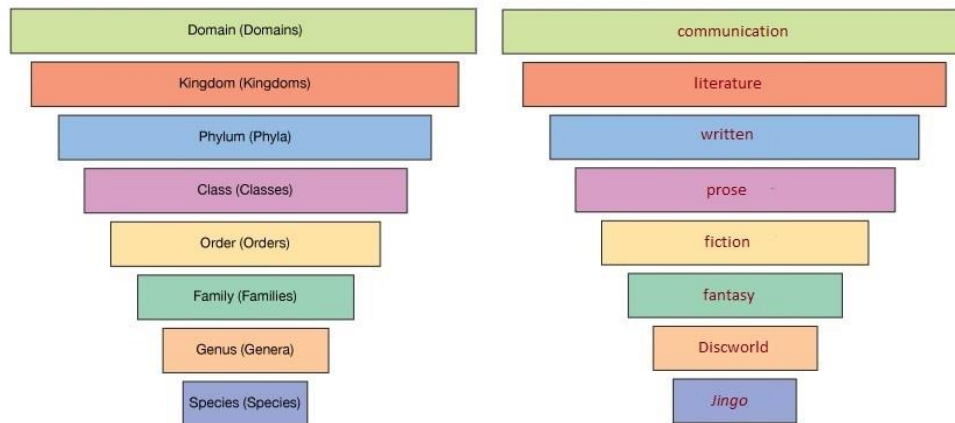 Domain (Domains)
Kingdom (Kingdoms)
Phylum (Phyla)
Class (Classes)
Order (Orders)
Family (Families)
Genus (Genera)
Species (Species)
communication
literature
written
prose
fiction
fantasy
Discworld
Jingo